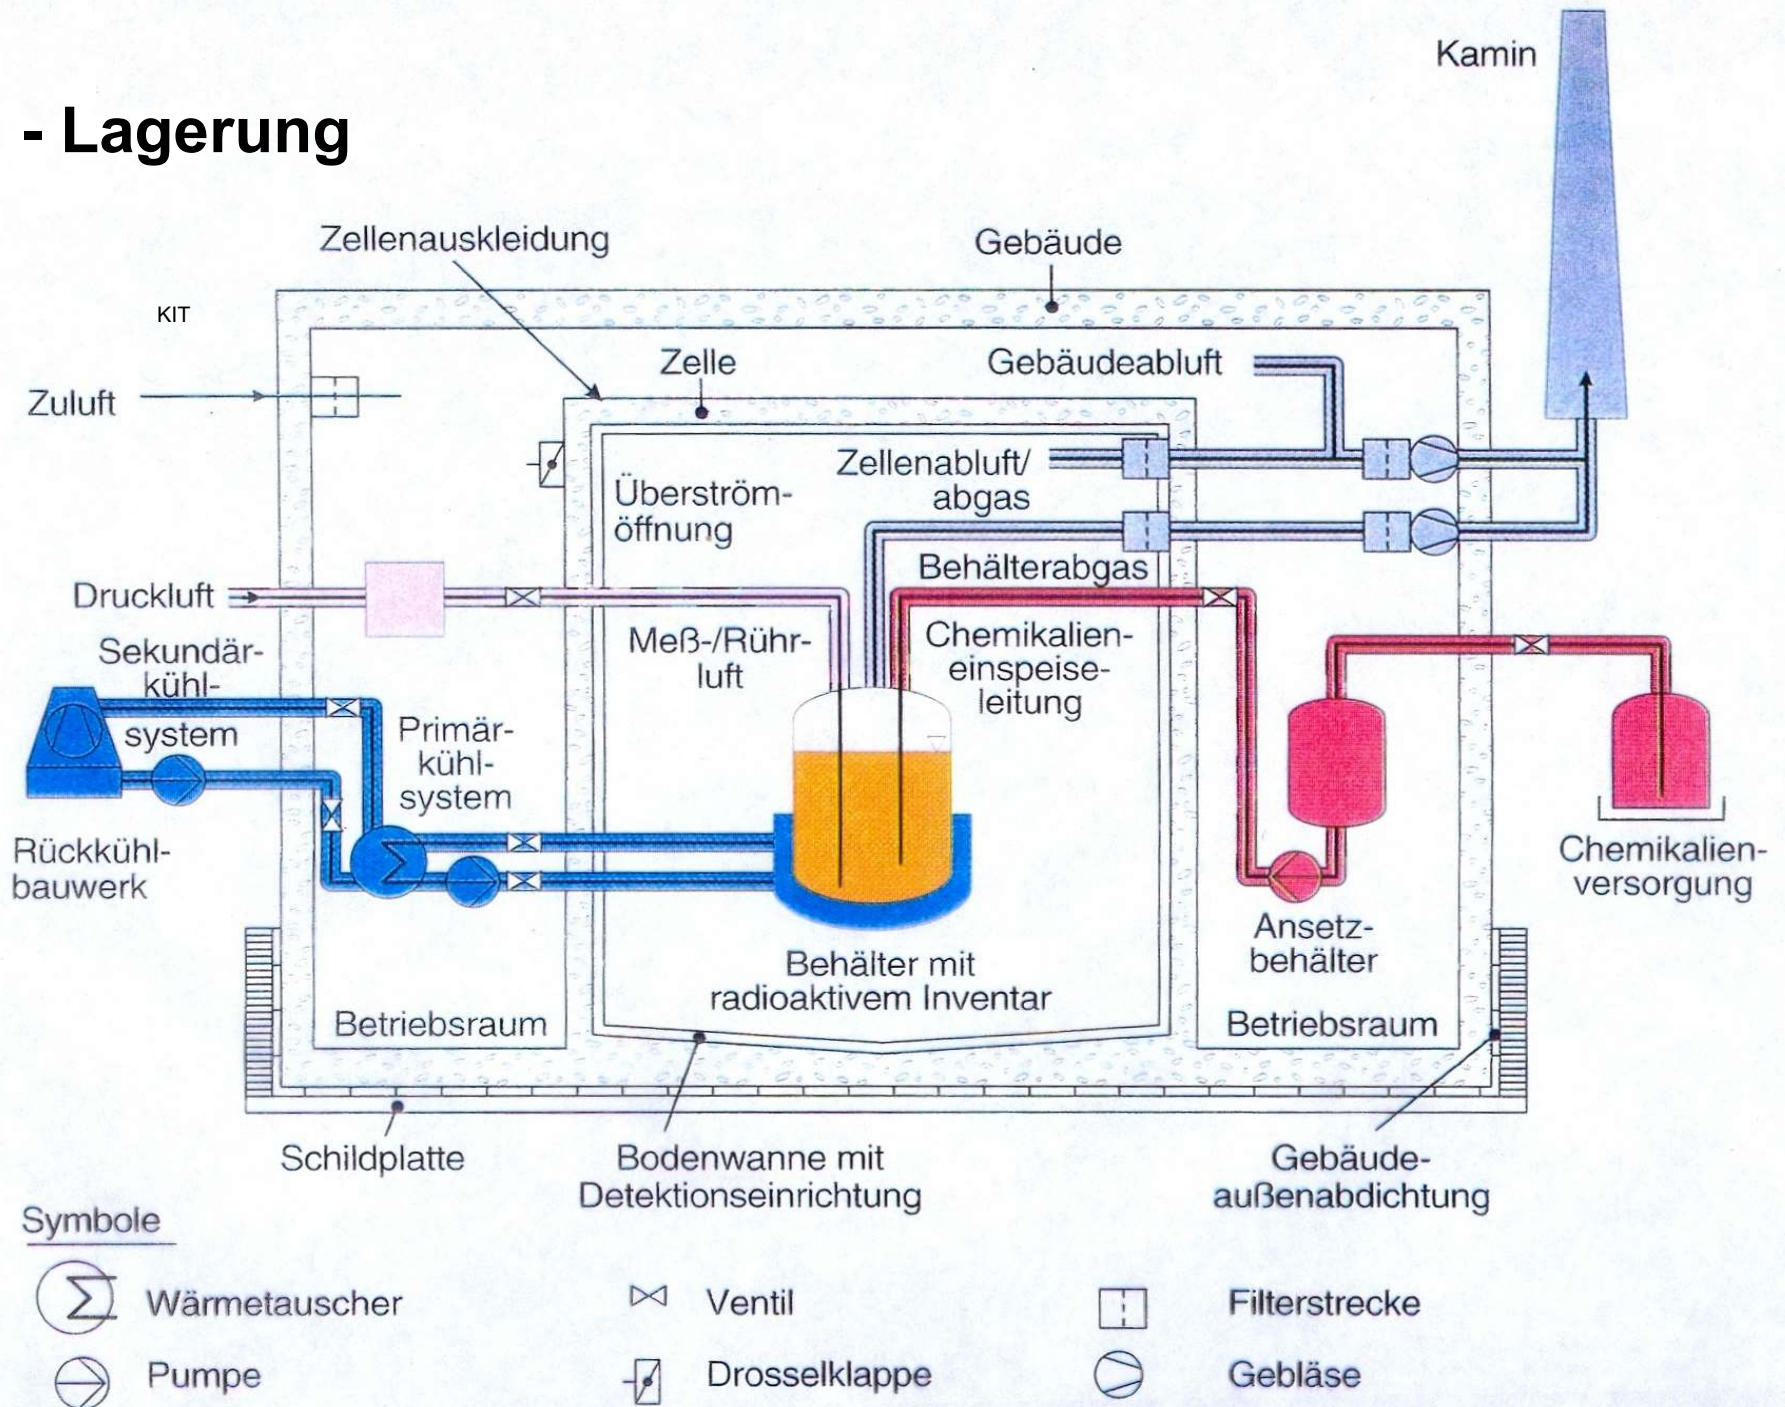 Kamin
- Lagerung
Zellenauskleidung
Gebäude
KIT
Zelle
Gebäudeabluft
Zuluft
Zellenabluft/
abgas
Überström-
öffnung
Behälterabgas
Druckluft
Meß-/Rühr-
luft
Chemikalien-
einspeise-
leitung
Sekundär-
kühl-
system
Primär-
kühl-
system
Rückkühl-
bauwerk
Chemikalien-
versorgung
Ansetz-
behälter
Behälter mit
radioaktivem Inventar
Betriebsraum
Betriebsraum
Schildplatte
Bodenwanne mit
Detektionseinrichtung
Gebäude-
außenabdichtung
Symbole
Wärmetauscher
Ventil
Filterstrecke
Pumpe
Drosselklappe
Gebläse